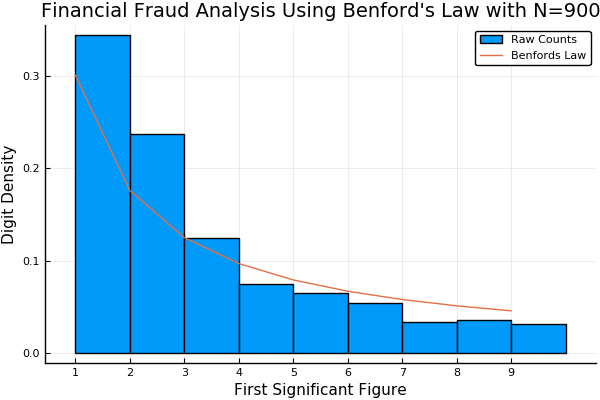 Financial Fraud Analysis Using Benford's Law with N=900
Raw Counts
Benfords Law
0.3
0.2
0.1
0.0
Digit Density
1 2 3 4 5 6 7 8 9
First Significant Figure